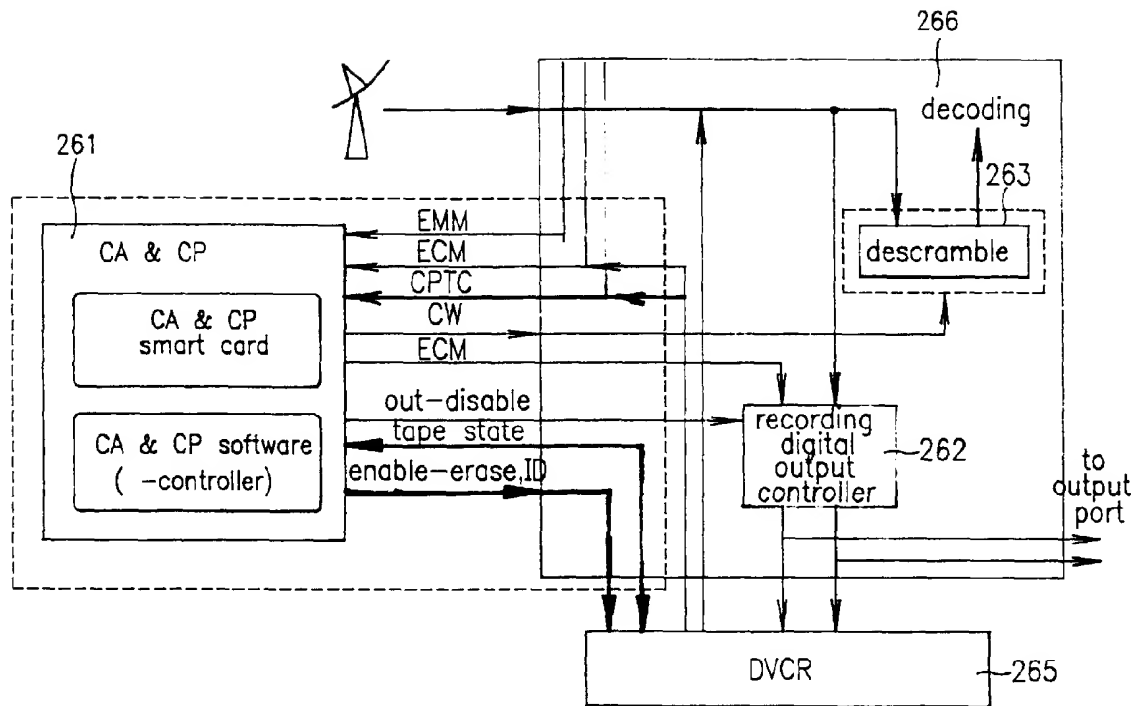 266
decoding
261
263
EMM
CA & CP
ECM
descramble
CPTC
CA & CP
smart card
CW
ECM
out-disable
tape state
recording
digital
output
controller
262
CA & CP software
( -controller)
enable-erase,ID
to
output
port
DVCR
265